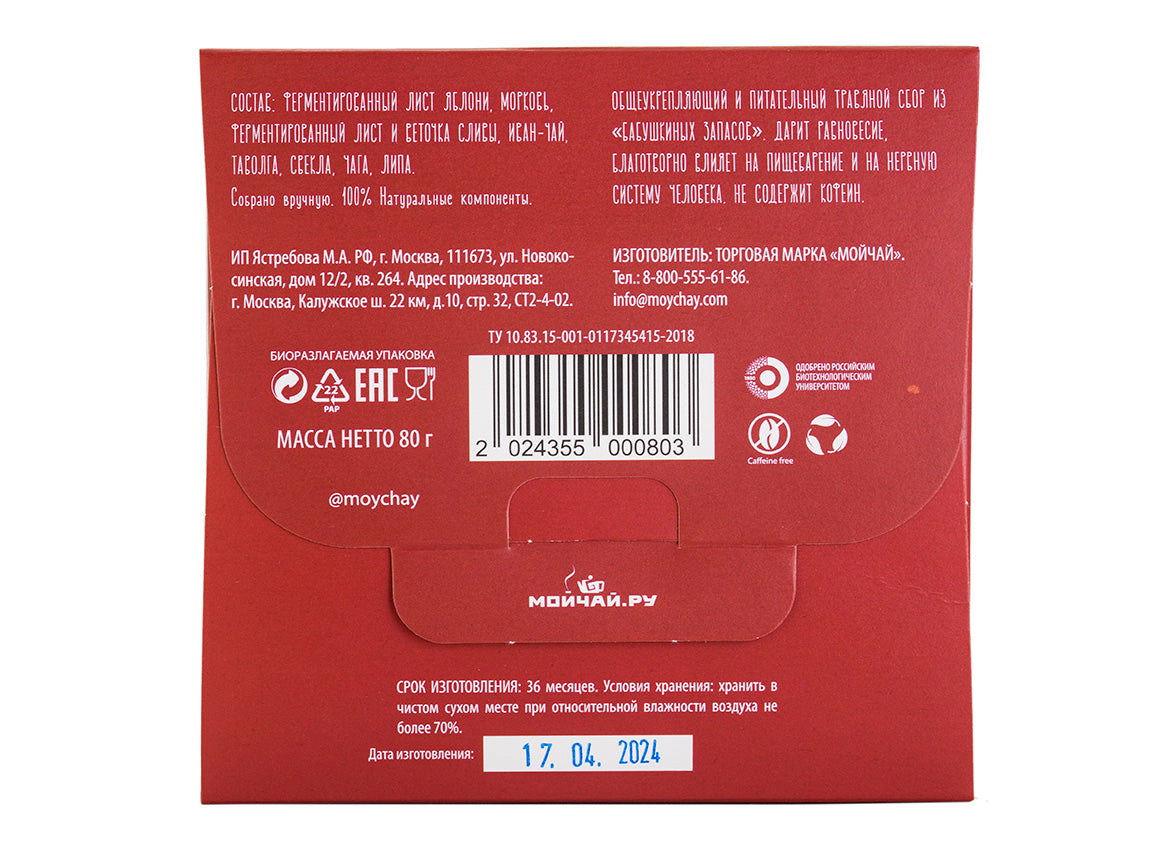 СОСТАВ: ФЕРМЕНТИРОВАННЫЙ ЛИСТ ЯБЛОНИ, МОРКОВЬ,
ФЕРМЕНТИРОВАННЫЙ ЛИСТ И ВЕТОЧКА СЛИВЫ, ИВАН-ЧАЙ,
ТАВОЛГА, СВЕКЛА, ЧАГА, ЛИПА.
Собрано вручную. 100% Натуральные компоненты.
ОБЩЕУКРЕПЛЯЮЩИЙ И ПИТАТЕЛЬНЫЙ ТРАВЯНОЙ СБОР ИЗ
«БАБУШКИНЫХ ЗАПАСОВ». ДАРИТ РАВНОВЕСИЕ,
БЛАГОТВОРНО ВЛИЯЕТ НА ПИЩЕВАРЕНИЕ И НА НЕРВНУЮ
СИСТЕМУ ЧЕЛОВЕКА. НЕ СОДЕРЖИТ КОФЕИН.
ИП Ястребова М.А. РФ, г. Москва, 111673, ул. Новоко-
синская, дом 12/2, кв. 264. Адрес производства:
г. Москва, Калужское ш. 22 км, д.10, стр. 32, СТ2-4-02.
ИЗГОТОВИТЕЛЬ: ТОРГОВАЯ МАРКА «МОЙЧАЙ».
Тел.: 8-800-555-61-86.
info@moychay.com
ТУ 10.83.15-001-0117345415-2018
БИОРАЗЛАГАЕМАЯ УПАКОВКА
22
PAP
EAC
МАССА НЕТТО 80 г
2 024355 000803
ОДОБРЕНО РОССИЙСКИМ
БИОТЕХНОЛОГИЧЕСКИМ
УНИВЕРСИТЕТОМ
Caffeine free
@moychay
МОЙЧАЙ.РУ
СРОК ИЗГОТОВЛЕНИЯ: 36 месяцев. Условия хранения: хранить в
чистом сухом месте при относительной влажности воздуха не
более 70%.
Дата изготовления: 17. 04. 2024